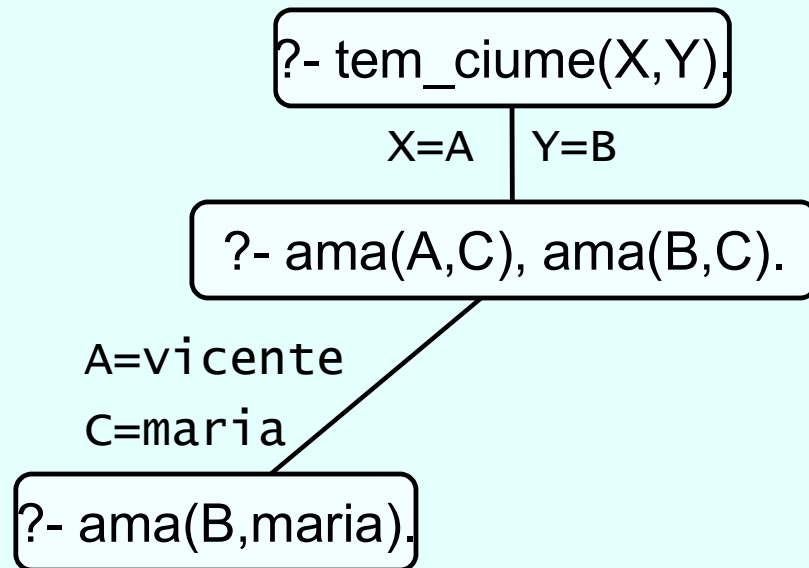 ?- tem_ciume(X,Y).
X=A Y=B
?- ama(A,C), ama(B,C).
A=vicente
C=maria
?- ama(B,maria).